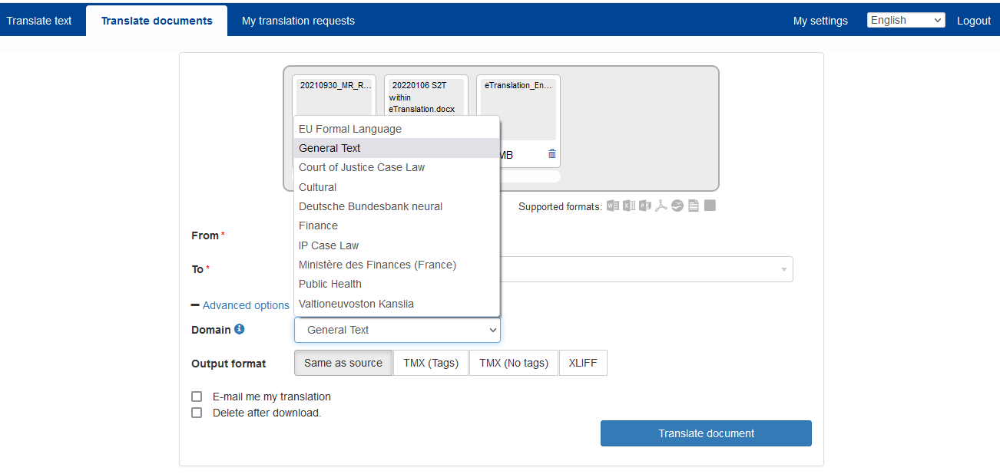 Translate text
Translate documents
My translation requests
My settings
English
Logout
20210930_MR_R...
20220106 S2T
within
eTranslation.docx
eTranslation_En...
MB
EU Formal Language
General Text
Court of Justice Case Law
Cultural
Deutsche Bundesbank neural
Finance
IP Case Law
Ministère des Finances (France)
Public Health
Valtioneuvoston Kanslia
Supported formats:
From *
To *
Advanced options
Domain
General Text
Output format
Same as source
TMX (Tags)
TMX (No tags)
XLIFF
E-mail me my translation
Delete after download.
Translate document